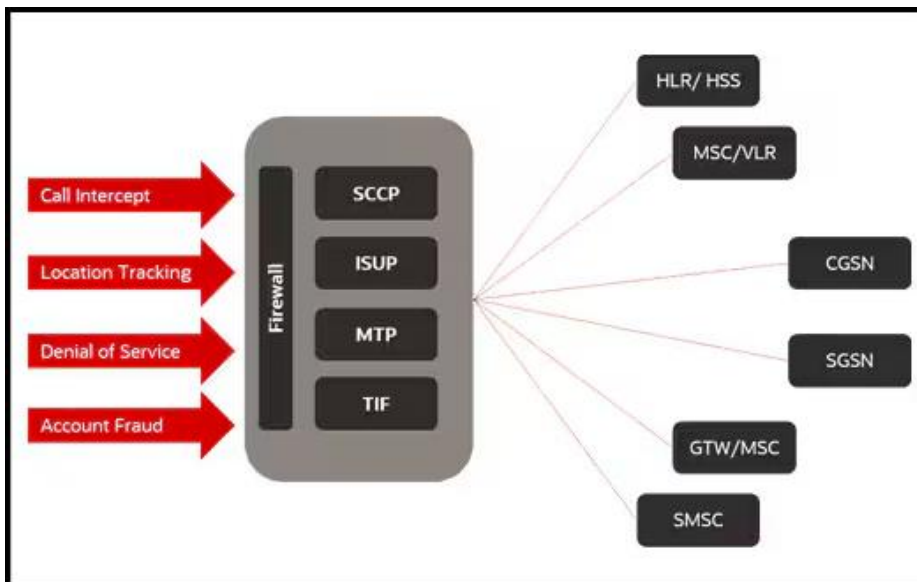 Call Intercept
Location Tracking
Denial of Service
Account Fraud
Firewall
SCCP
ISUP
MTP
TIF
HLR/ HSS
MSC/VLR
CGSN
SGSN
GTW/MSC
SMSC